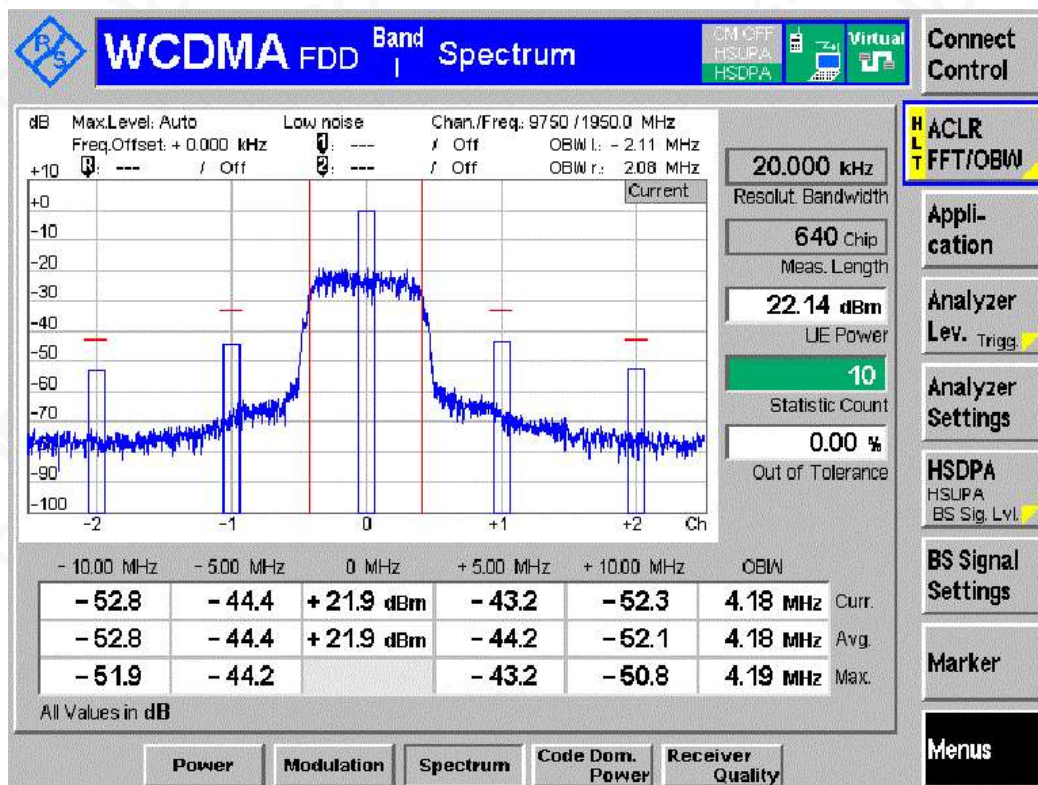 R/S
WCDMA FDD Band I Spectrum
CM OFF
HSUPA
HSDPA
Virtual
Connect Control
dB Max.Level: Auto Low noise Chan./Freq.: 9750 / 1950.0 MHz
Freq.Offset: + 0.000 kHz 1: --- / Off OBW l.: - 2.11 MHz
R: --- / Off 2: --- / Off OBW r.: 2.08 MHz
Current
+10
+0
-10
-20
-30
-40
-50
-60
-70
-90
-100
-2 -1 0 +1 +2 Ch
20.000 kHz
Resolut. Bandwidth
640 Chip
Meas. Length
22.14 dBm
UE Power
10
Statistic Count
0.00 %
Out of Tolerance
- 10.00 MHz - 5.00 MHz 0 MHz + 5.00 MHz + 10.00 MHz OBW
- 52.8 - 44.4 + 21.9 dBm - 43.2 - 52.3 4.18 MHz Curr.
- 52.8 - 44.4 + 21.9 dBm - 44.2 - 52.1 4.18 MHz Avg.
- 51.9 - 44.2 - 43.2 - 50.8 4.19 MHz Max.
All Values in dB
HLT
ACLR
FFT/OBW
Appli-
cation
Analyzer
Lev. Trigg.
Analyzer
Settings
HSDPA
HSUPA
BS Sig. Lvl.
BS Signal
Settings
Marker
Menus
Power
Modulation
Spectrum
Code Dom.
Power
Receiver
Quality